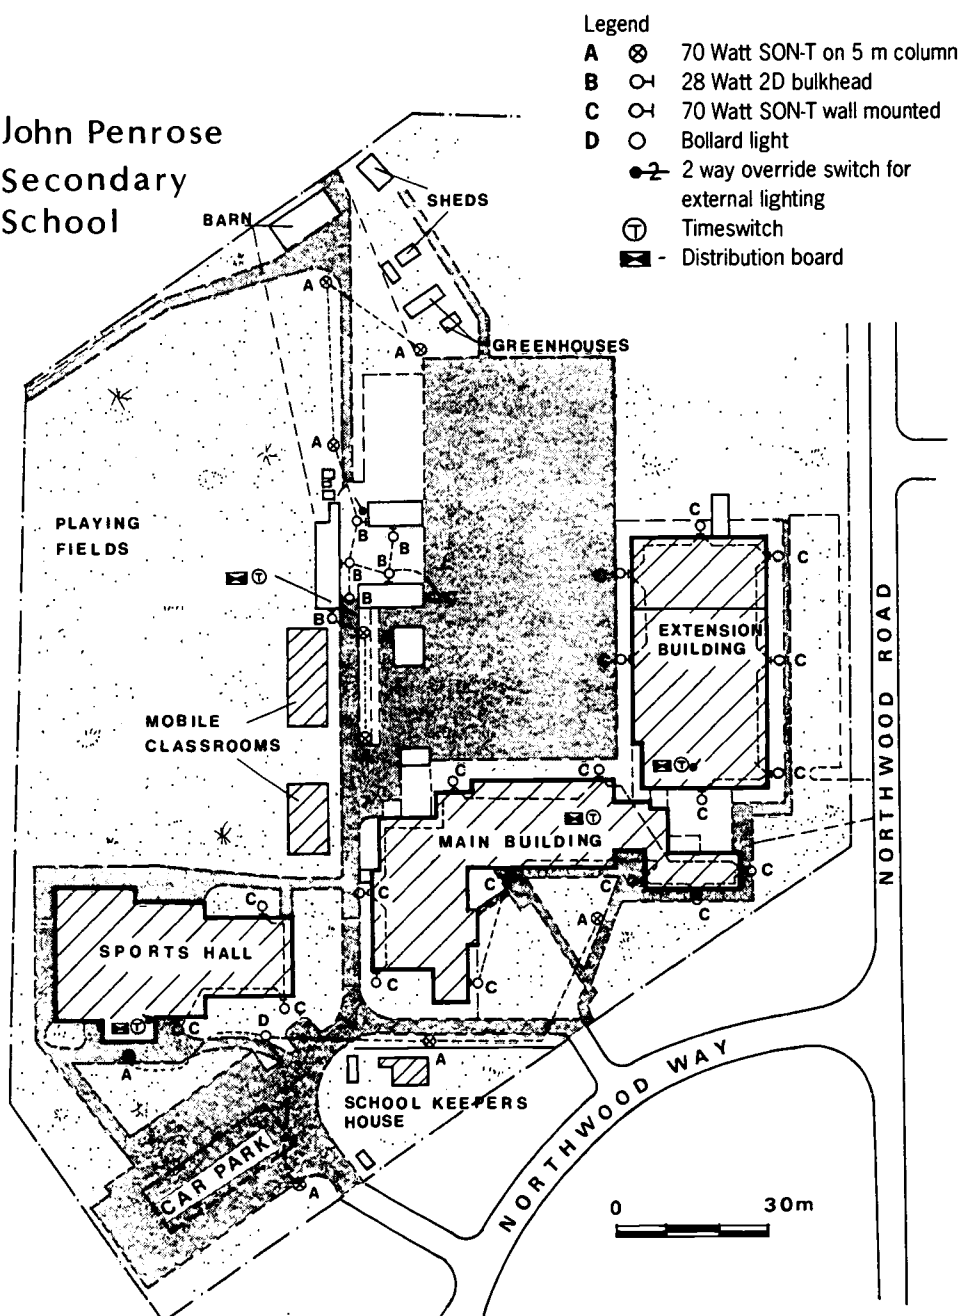 Legend
A 70 Watt SON-T on 5 m column
B 28 Watt 2D bulkhead
C 70 Watt SON-T wall mounted
D Bollard light
2 2 way override switch for
external lighting
T Timeswitch
- Distribution board
John Penrose
Secondary
School
SHEDS
BARN
A
GREENHOUSES
A
A
PLAYING
FIELDS
C
B
B
C
B
B
T
B
B
EXTENSION
BUILDING
C
MOBILE
CLASSROOMS
NORTHWOOD ROAD
T
C
C
C
C
T
MAIN BUILDING
C
C
C
C
C
C
A
SPORTS HALL
C
C
C
T
C
D
A
A
SCHOOL KEEPERS
HOUSE
NORTHWOOD WAY
CAR PARK
A
0 30m